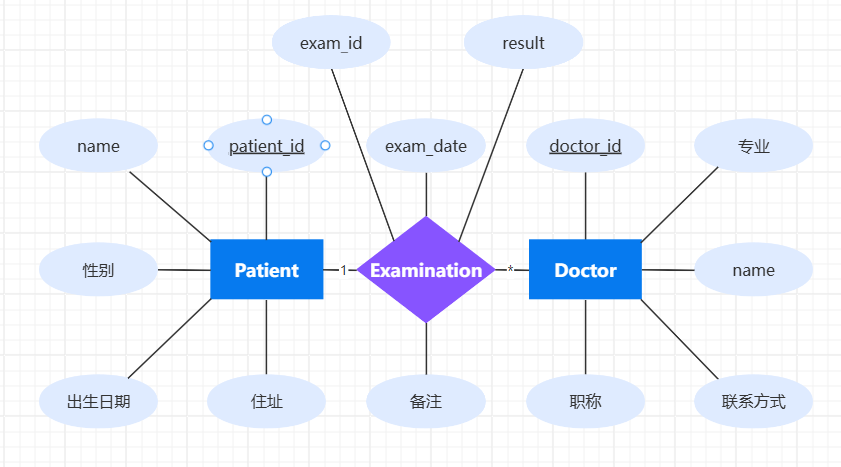 exam_id
result
name
patient_id
exam_date
doctor_id
专业
性别
Patient
1
Examination
*
Doctor
name
出生日期
住址
备注
职称
联系方式